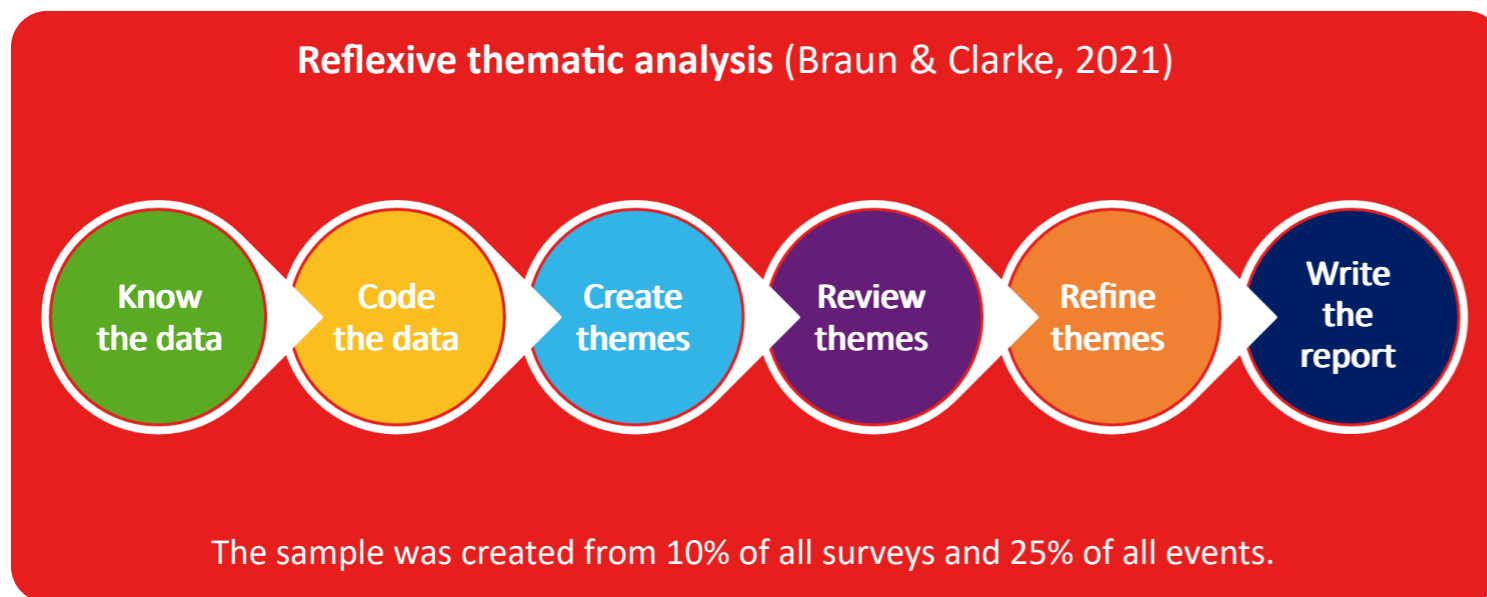 Reflexive thematic analysis (Braun & Clarke, 2021)
Know
the data
Code
the data
Create
themes
Review
themes
Refine
themes
Write
the
report
The sample was created from 10% of all surveys and 25% of all events.